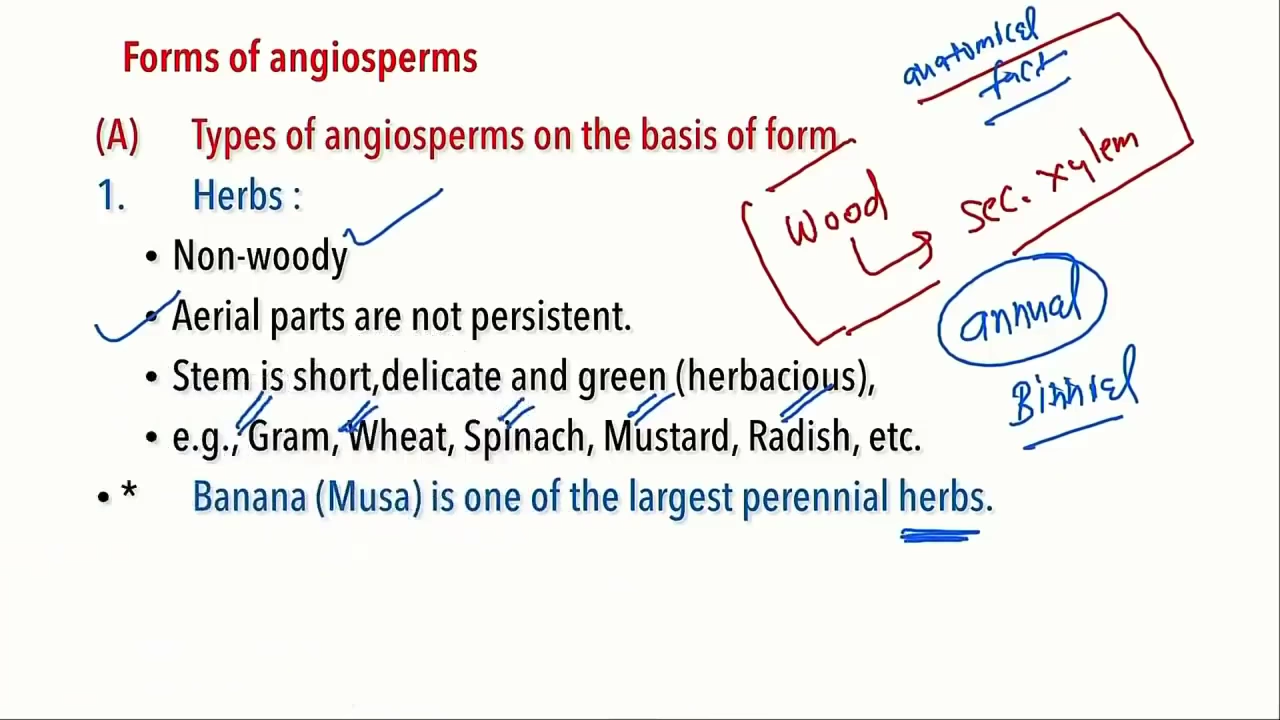 Forms of angiosperms
(A) Types of angiosperms on the basis of form
1. Herbs :
• Non-woody
• Aerial parts are not persistent.
• Stem is short,delicate and green (herbacious),
• e.g., Gram, Wheat, Spinach, Mustard, Radish, etc.
• * Banana (Musa) is one of the largest perennial herbs.
anatomical
fact
Wood
sec. xylem
annual